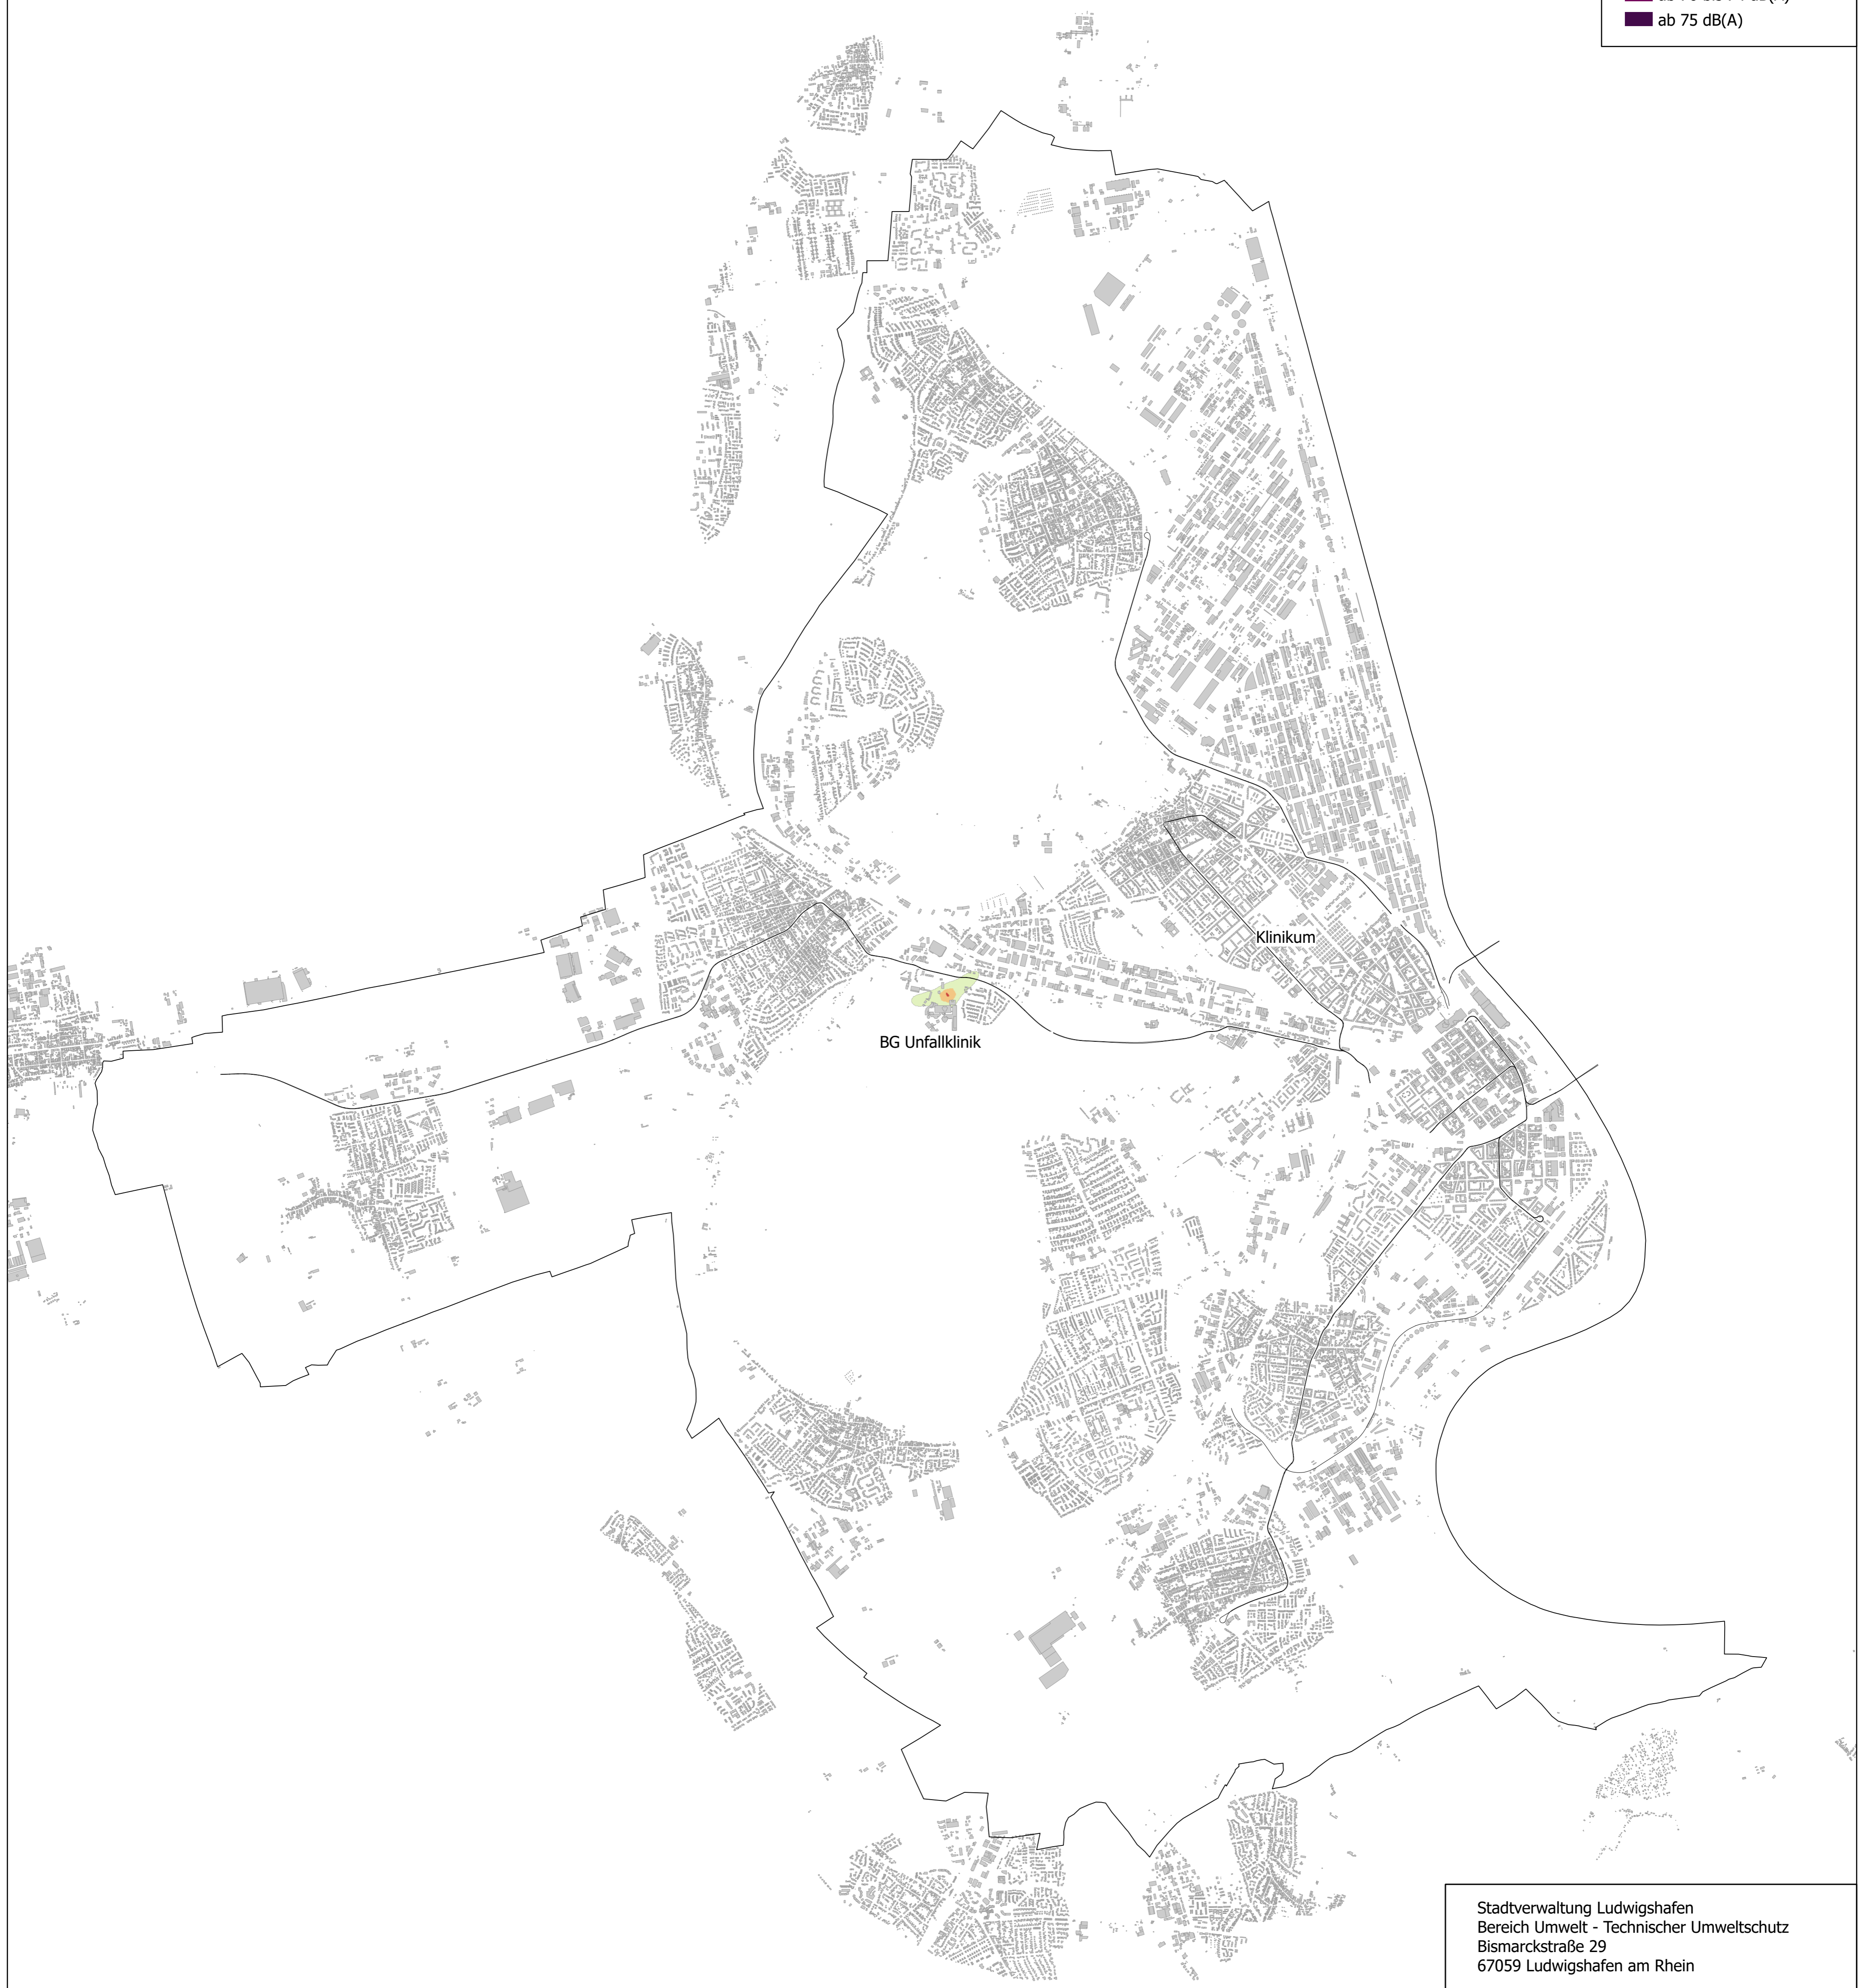 ab 75 dB(A)
Klinikum
BG Unfallklinik
Stadtverwaltung Ludwigshafen
Bereich Umwelt - Technischer Umweltschutz
Bismarckstraße 29
67059 Ludwigshafen am Rhein